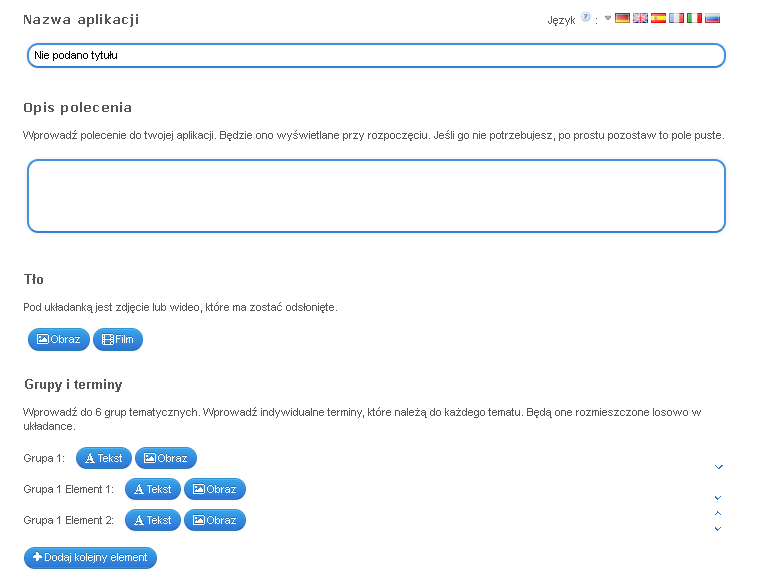 Nazwa aplikacji
Język ? :
Nie podano tytułu
Opis polecenia
Wprowadź polecenie do twojej aplikacji. Będzie ono wyświetlane przy rozpoczęciu. Jeśli go nie potrzebujesz, po prostu pozostaw to pole puste.
Tło
Pod układanką jest zdjęcie lub wideo, które ma zostać odsłonięte.
Obraz Film
Grupy i terminy
Wprowadź do 6 grup tematycznych. Wprowadź indywidualne terminy, które należą do każdego tematu. Będą one rozmieszczone losowo w
układance.
Grupa 1: A Tekst Obraz
Grupa 1 Element 1: A Tekst Obraz
Grupa 1 Element 2: A Tekst Obraz
Dodaj kolejny element